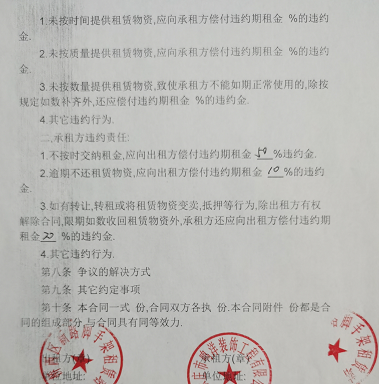 1.未按时间提供租赁物资,应向承租方偿付违约期租金 %的违约
金.
2.未按质量提供租赁物资,应向承租方偿付违约期租金 %的违约
金.
3.未按数量提供租赁物资,致使承租方不能如期正常使用的,除按
规定如数补齐外,还应偿付违约期租金 %的违约金.
4.其它违约行为.
二,承租方违约责任:
1.不按时交纳租金,应向出租方偿付违约期租金 50 %违约金.
2.逾期不还租赁物资,应向出租方偿付违约期租金 10 %的违约
金.
3.如有转让,转租或将租赁物资变卖,抵押等行为,除出租方有权
解除合同,限期如数收回租赁物资外,承租方还应向出租方偿付违约期
租金 20 %的违约金.
4.其它违约行为.
第八条 争议的解决方式
第九条 其它约定事项
第十条 本合同一式 份,合同双方各执 份.本合同附件 份都是合
同的组成部分,与合同具有同等效力.
出租方(章) 承租方(章)
单位地址: 单位地址: